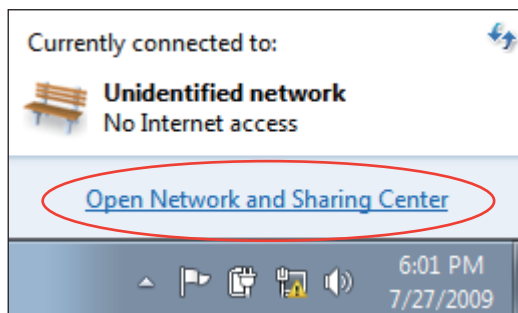 Currently connected to:
Unidentified network
No Internet access
Open Network and Sharing Center
6:01 PM
7/27/2009